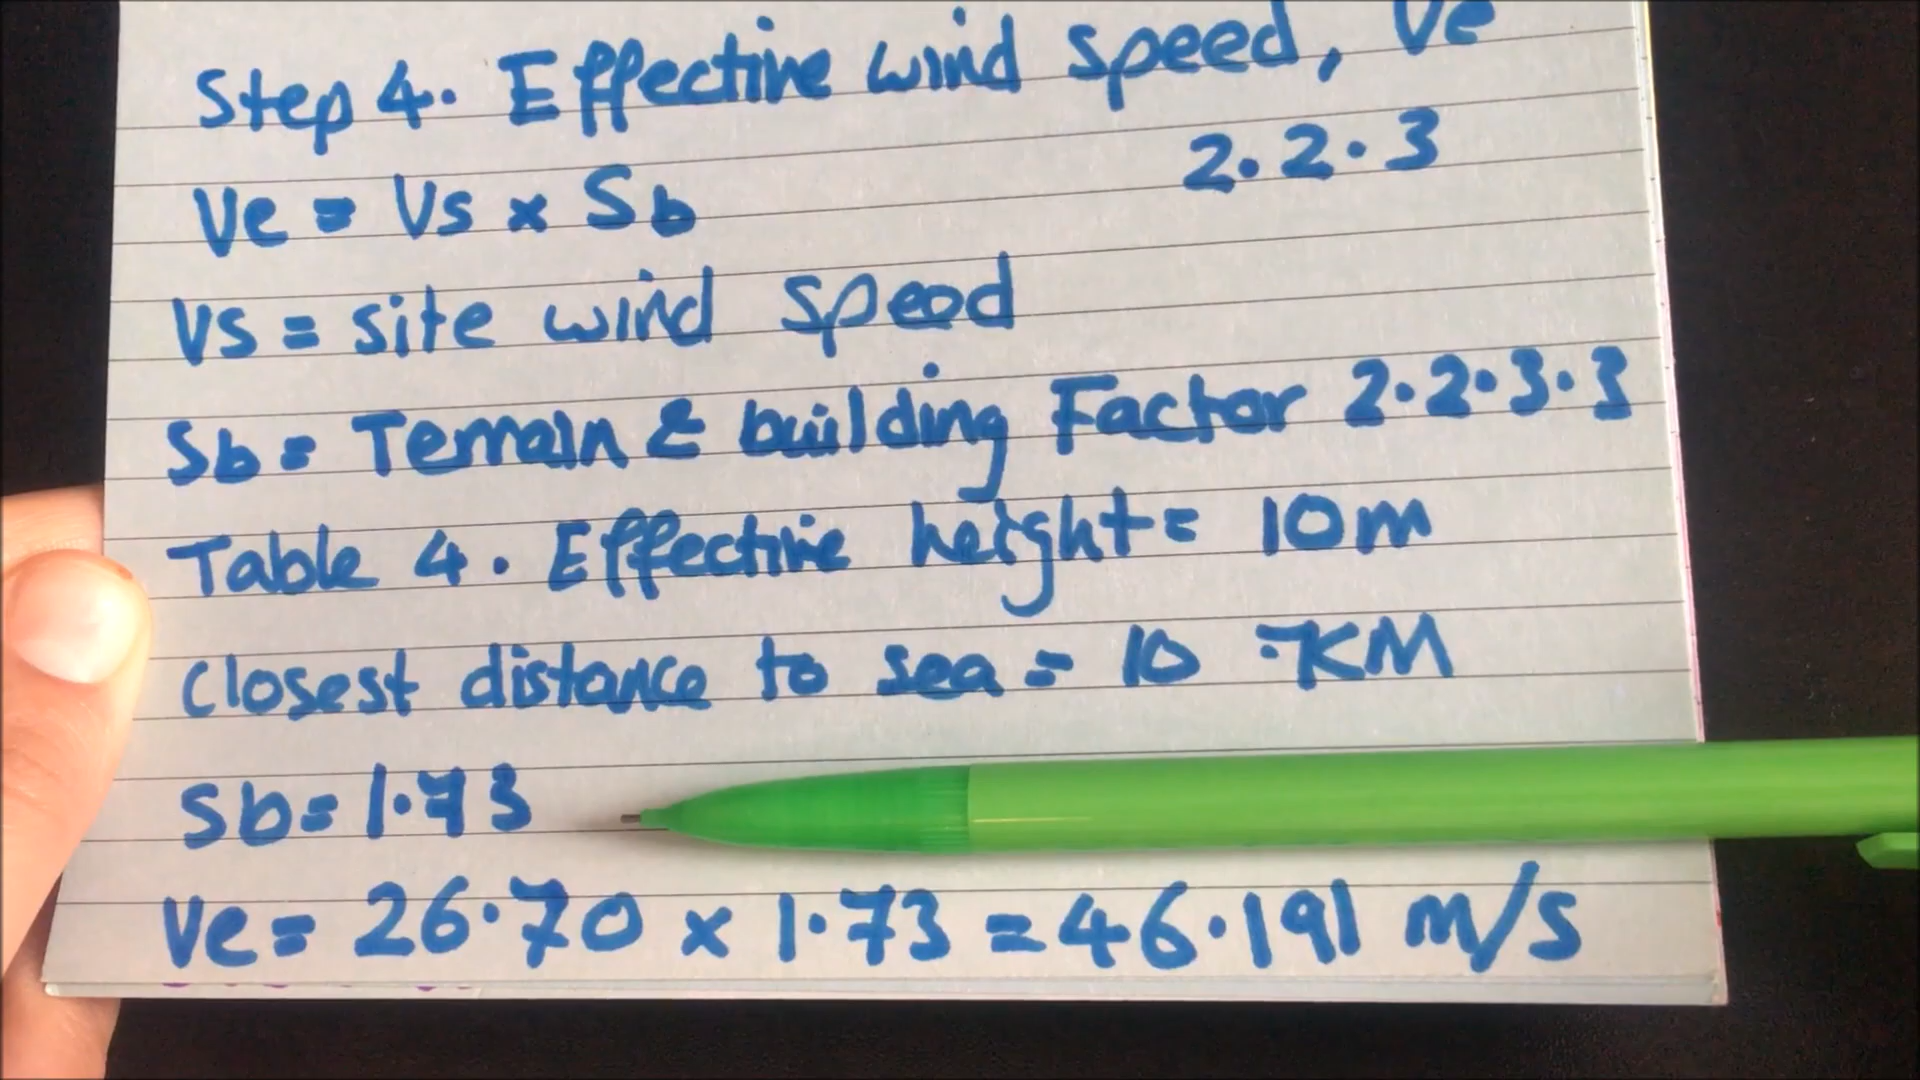 Step 4. Effective wind speed, Ve
2.2.3
Ve = Vs x Sb
Vs = site wind speed
Sb = Terrain & building Factor 2.2.3.3
Table 4. Effective height = 10m
Closest distance to sea = 10 KM
Sb = 1.73
Ve = 26.70 x 1.73 = 46.191 m/s